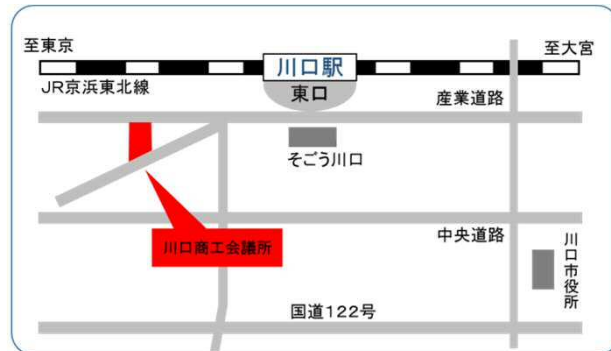 至東京
至大宮
川口駅
JR京浜東北線
東口
産業道路
そごう川口
川口商工会議所
中央道路
川口市役所
国道122号